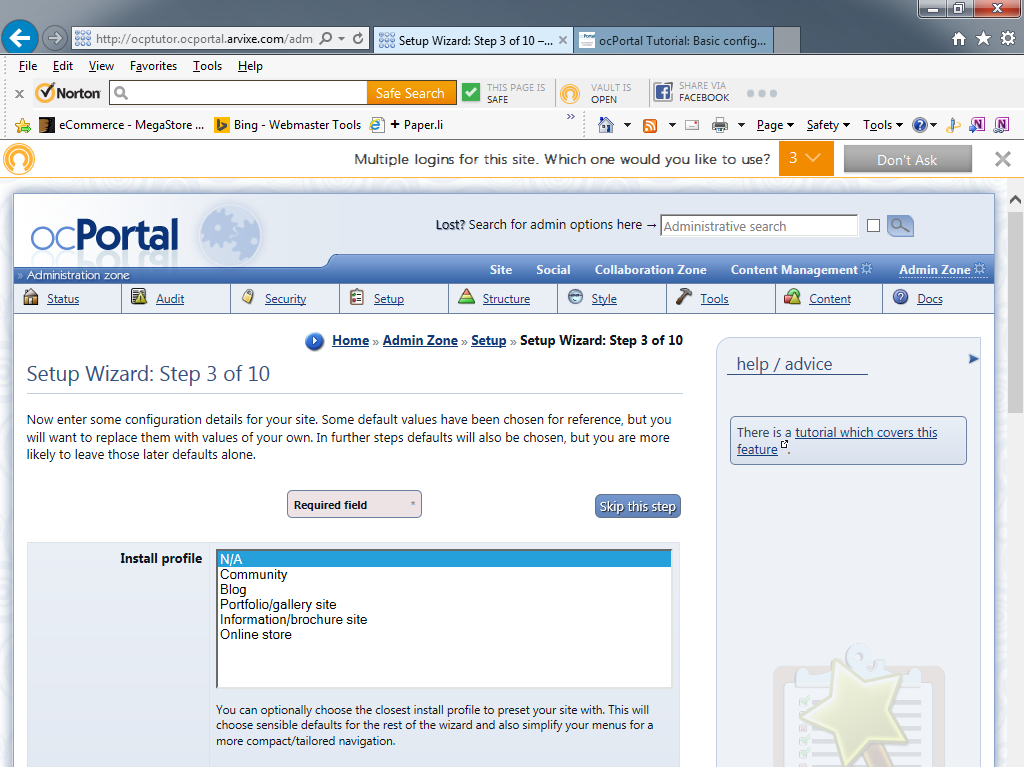 http://ocptutor.ocportal.arvixe.com/adm
Setup Wizard: Step 3 of 10 –...
ocPortal Tutorial: Basic config...
File Edit View Favorites Tools Help
Norton
Safe Search
THIS PAGE IS
SAFE
VAULT IS
OPEN
SHARE VIA
FACEBOOK
eCommerce - MegaStore ...
Bing - Webmaster Tools
+ Paper.li
Page Safety Tools
Multiple logins for this site. Which one would you like to use?
3
Don't Ask
ocPortal
Lost? Search for admin options here →
Administrative search
» Administration zone
Site Social Collaboration Zone Content Management Admin Zone
Status Audit Security Setup Structure Style Tools Content Docs
Home » Admin Zone » Setup » Setup Wizard: Step 3 of 10
Setup Wizard: Step 3 of 10
Now enter some configuration details for your site. Some default values have been chosen for reference, but you
will want to replace them with values of your own. In further steps defaults will also be chosen, but you are more
likely to leave those later defaults alone.
Required field *
Skip this step
Install profile
N/A
Community
Blog
Portfolio/gallery site
Information/brochure site
Online store
You can optionally choose the closest install profile to preset your site with. This will
choose sensible defaults for the rest of the wizard and also simplify your menus for a
more compact/tailored navigation.
help / advice
There is a tutorial which covers this
feature.